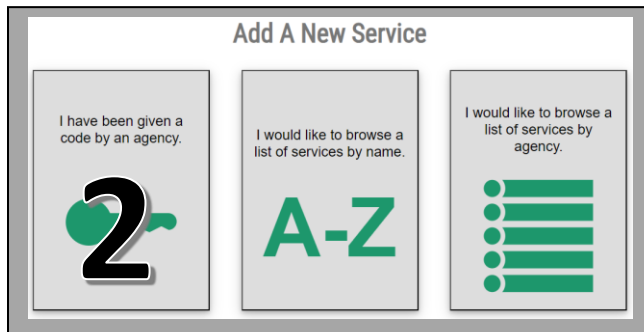 Add A New Service
I have been given a
code by an agency.
2
I would like to browse a
list of services by name.
A-Z
I would like to browse a
list of services by
agency.